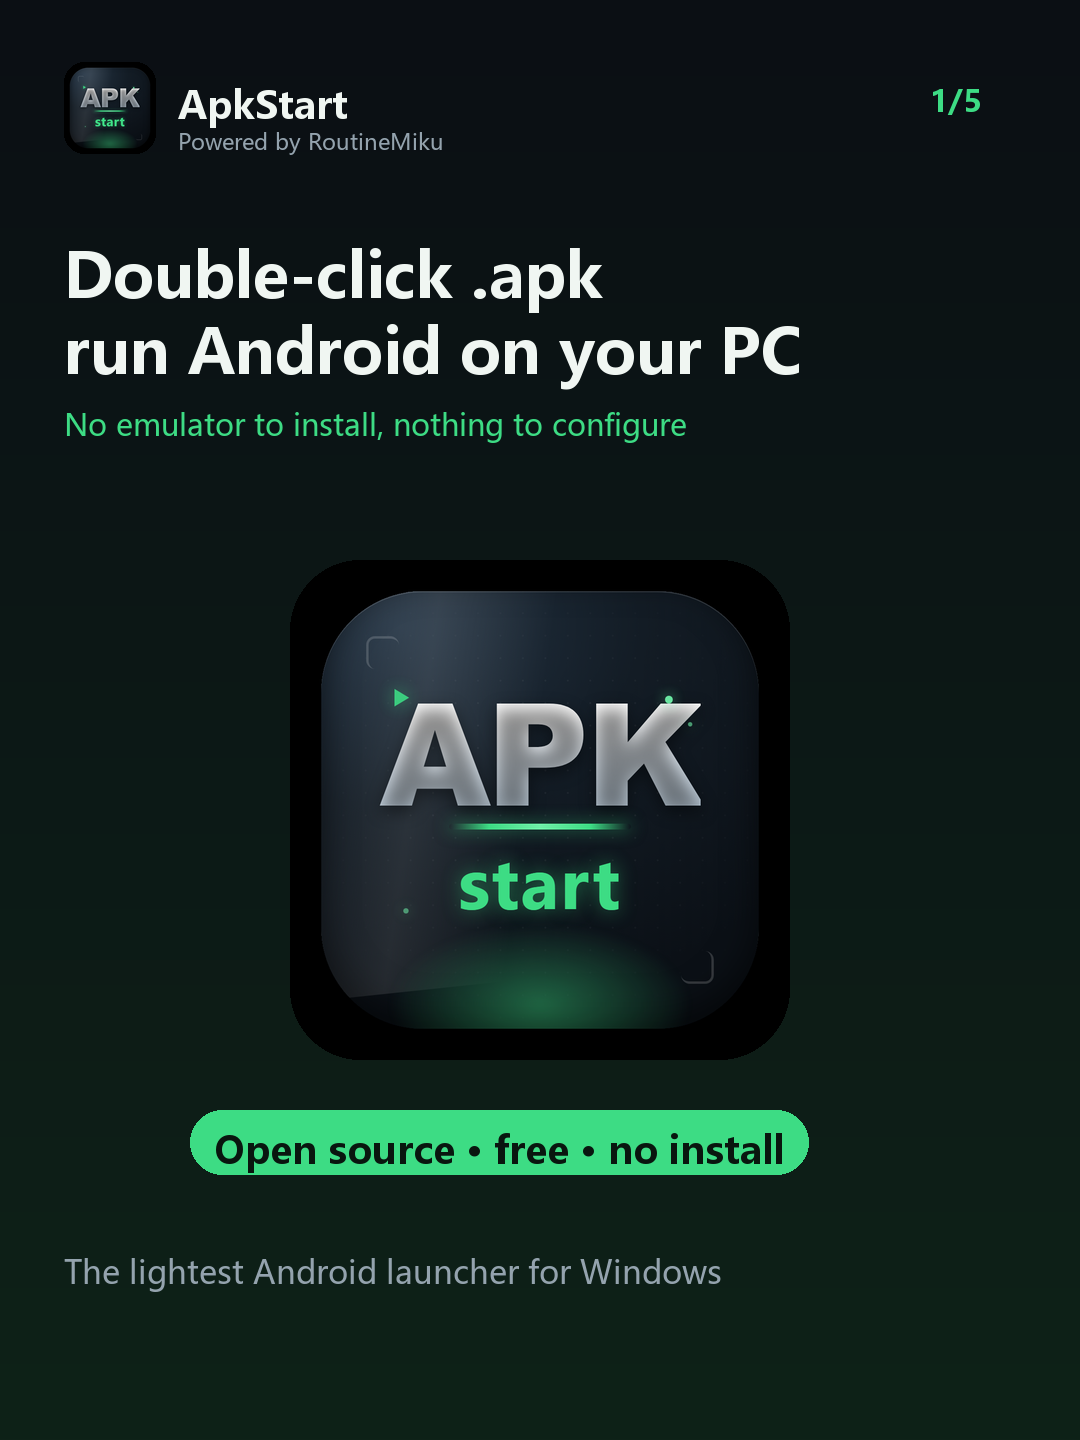 APK
start
ApkStart
Powered by RoutineMiku
1/5
Double-click .apk
run Android on your PC
No emulator to install, nothing to configure
APK
start
Open source • free • no install
The lightest Android launcher for Windows